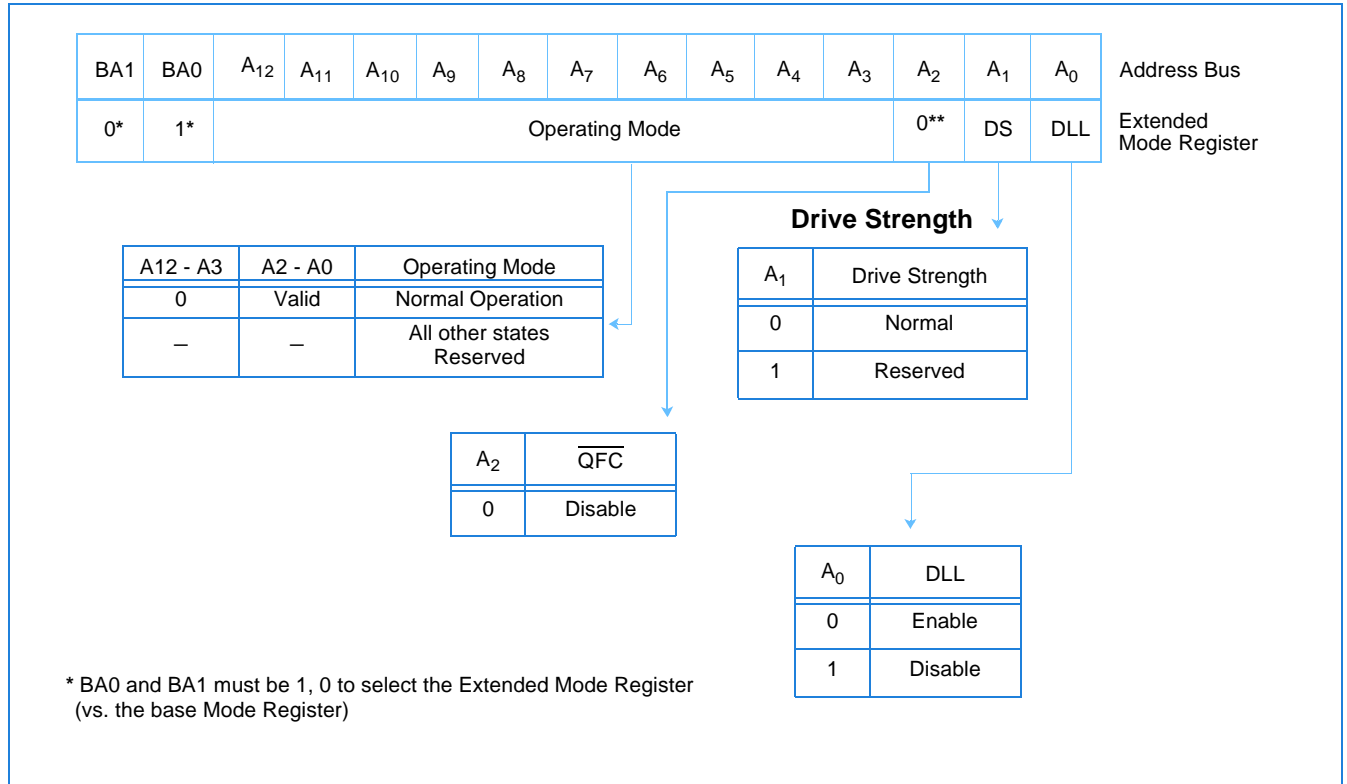 BA1 BA0 A12 A11 A10 A9 A8 A7 A6 A5 A4 A3 A2 A1 A0 Address Bus
0* 1* Operating Mode 0** DS DLL Extended
Mode Register
Drive Strength
A12 - A3 A2 - A0 Operating Mode
0 Valid Normal Operation
– – All other states
Reserved
A1 Drive Strength
0 Normal
1 Reserved
A2 QFC
0 Disable
A0 DLL
0 Enable
1 Disable
* BA0 and BA1 must be 1, 0 to select the Extended Mode Register
(vs. the base Mode Register)